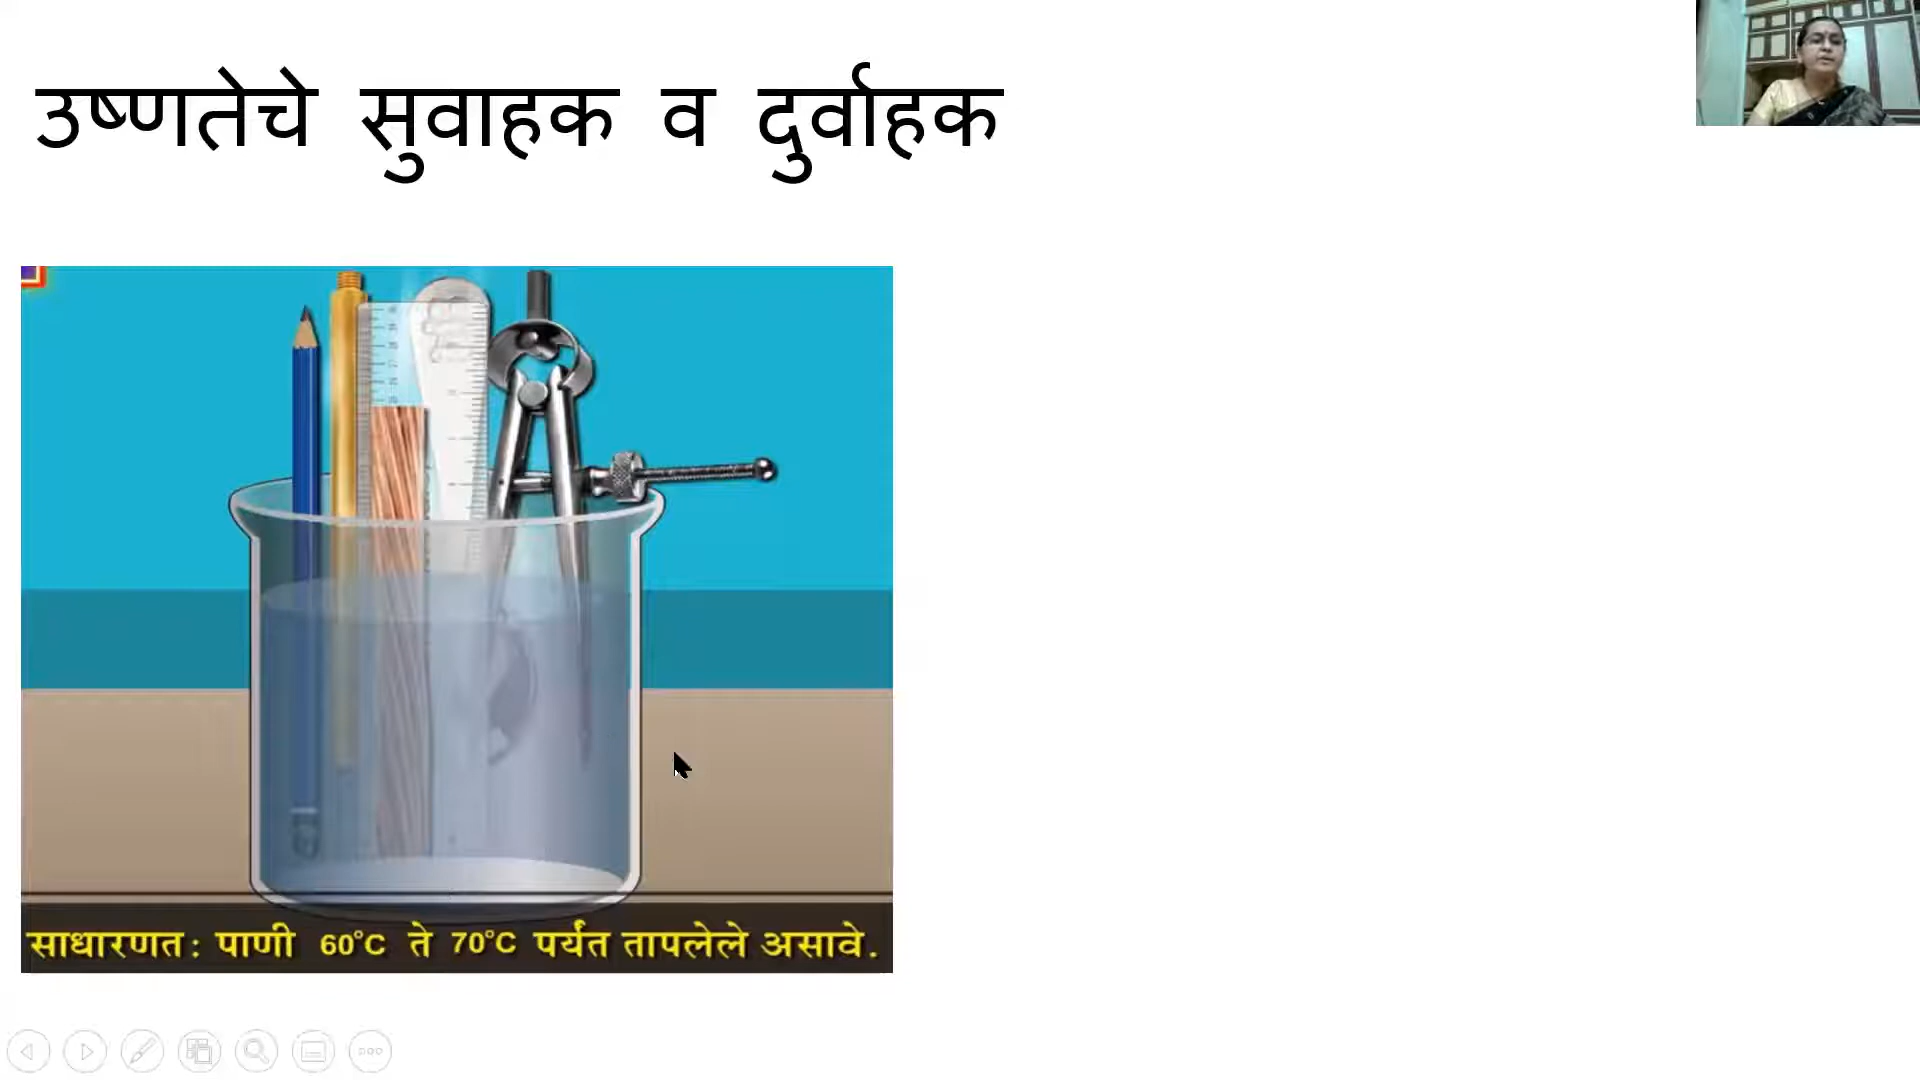 उष्णतेचे सुवाहक व दुर्वाहक
साधारणत: पाणी 60°C ते 70°C पर्यंत तापलेले असावे.